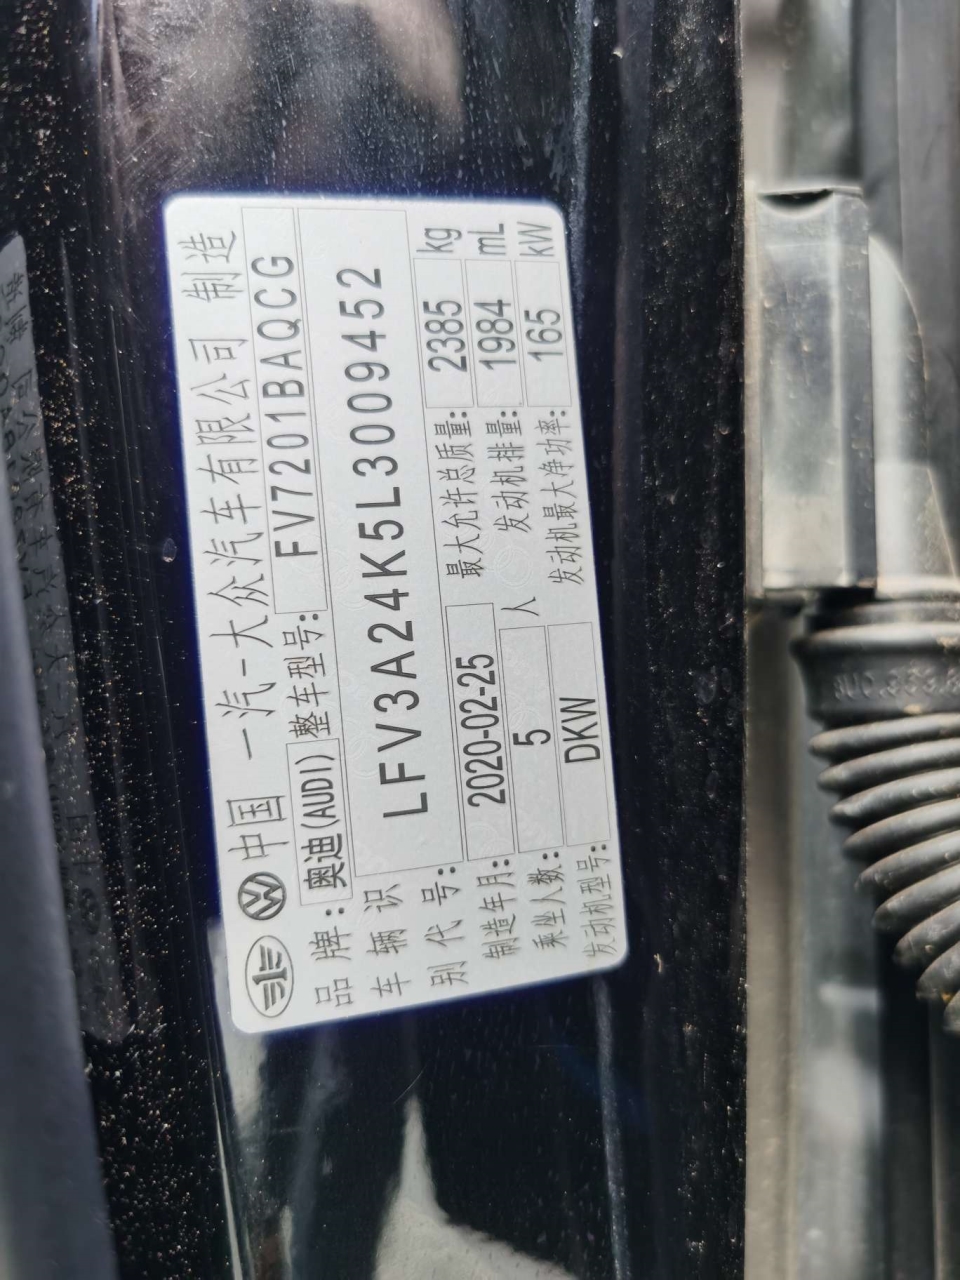 中国 一汽-大众汽车有限公司 制造
品牌: 奥迪(AUDI) 整车型号: FV7201BAQCG
车辆识别代号: LFV3A24K5L3009452
制造年月: 2020-02-25 最大允许总质量: 2385 kg
乘坐人数: 5 人 发动机排量: 1984 mL
发动机型号: DKW 发动机最大净功率: 165 kW